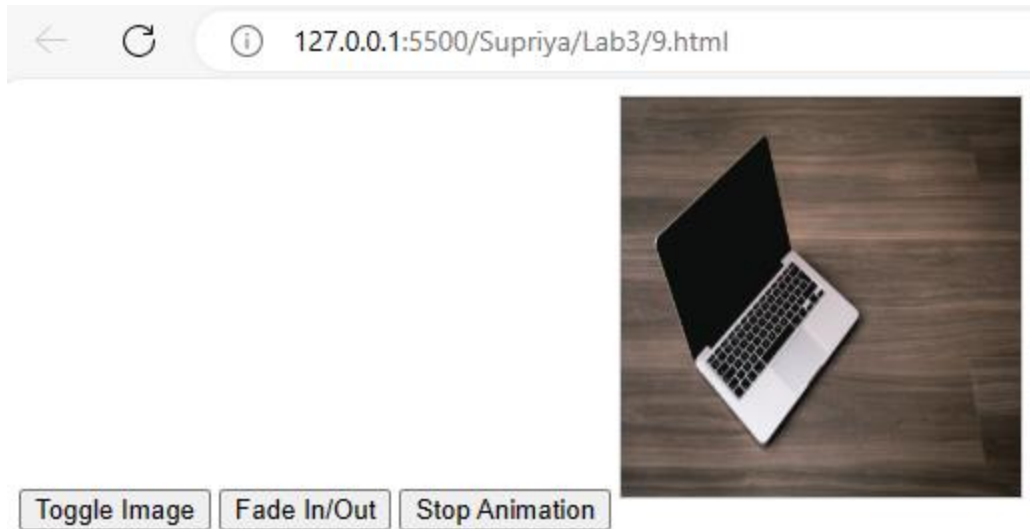 127.0.0.1:5500/Supriya/Lab3/9.html
Toggle Image Fade In/Out Stop Animation